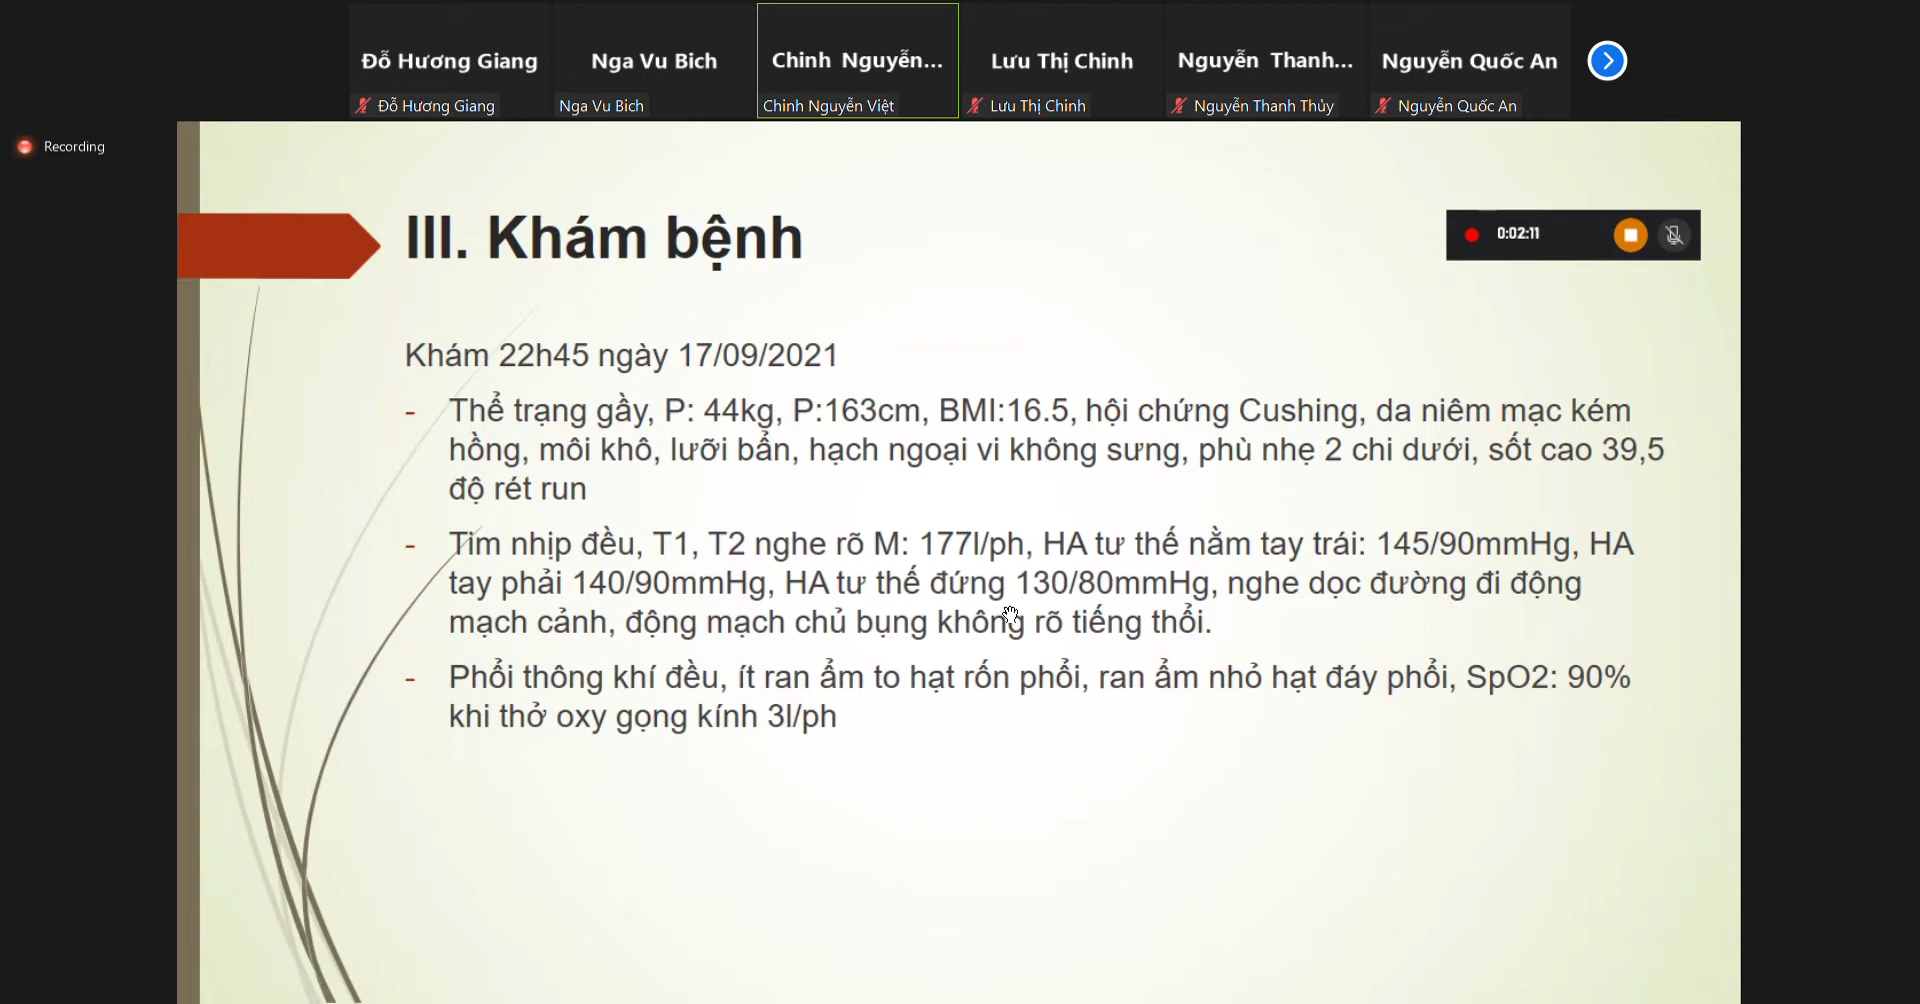 Đỗ Hương Giang
Nga Vu Bich
Chinh Nguyễn...
Lưu Thị Chinh
Nguyễn Thanh...
Nguyễn Quốc An
Đỗ Hương Giang
Nga Vu Bich
Chinh Nguyễn Việt
Lưu Thị Chinh
Nguyễn Thanh Thủy
Nguyễn Quốc An
Recording
III. Khám bệnh
0:02:11
Khám 22h45 ngày 17/09/2021
- Thể trạng gầy, P: 44kg, P:163cm, BMI:16.5, hội chứng Cushing, da niêm mạc kém
hồng, môi khô, lưỡi bẩn, hạch ngoại vi không sưng, phù nhẹ 2 chi dưới, sốt cao 39,5
độ rét run
- Tim nhịp đều, T1, T2 nghe rõ M: 177l/ph, HA tư thế nằm tay trái: 145/90mmHg, HA
tay phải 140/90mmHg, HA tư thế đứng 130/80mmHg, nghe dọc đường đi động
mạch cảnh, động mạch chủ bụng không rõ tiếng thổi.
- Phổi thông khí đều, ít ran ẩm to hạt rốn phổi, ran ẩm nhỏ hạt đáy phổi, SpO2: 90%
khi thở oxy gọng kính 3l/ph